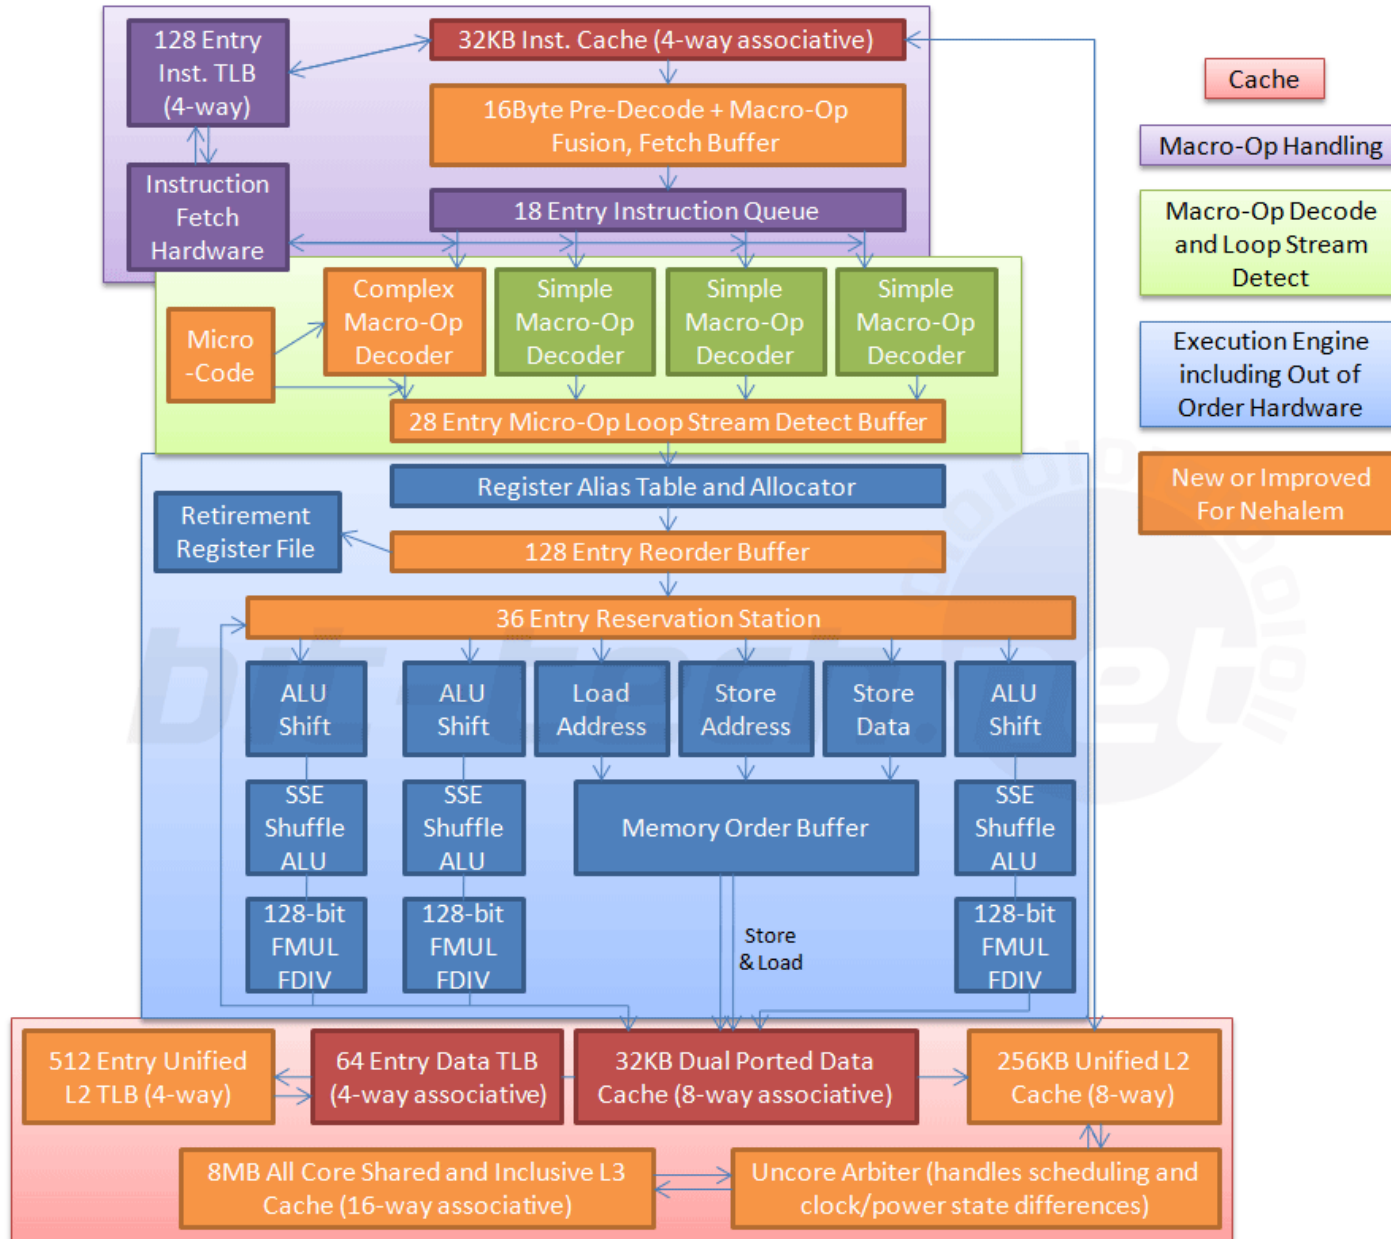 128 Entry
Inst. TLB
(4-way)
32KB Inst. Cache (4-way associative)
16Byte Pre-Decode + Macro-Op
Fusion, Fetch Buffer
Instruction
Fetch
Hardware
18 Entry Instruction Queue
Micro
-Code
Complex
Macro-Op
Decoder
Simple
Macro-Op
Decoder
Simple
Macro-Op
Decoder
Simple
Macro-Op
Decoder
28 Entry Micro-Op Loop Stream Detect Buffer
Register Alias Table and Allocator
Retirement
Register File
128 Entry Reorder Buffer
36 Entry Reservation Station
ALU
Shift
ALU
Shift
Load
Address
Store
Address
Store
Data
ALU
Shift
SSE
Shuffle
ALU
SSE
Shuffle
ALU
Memory Order Buffer
SSE
Shuffle
ALU
128-bit
FMUL
FDIV
128-bit
FMUL
FDIV
Store
& Load
128-bit
FMUL
FDIV
512 Entry Unified
L2 TLB (4-way)
64 Entry Data TLB
(4-way associative)
32KB Dual Ported Data
Cache (8-way associative)
256KB Unified L2
Cache (8-way)
8MB All Core Shared and Inclusive L3
Cache (16-way associative)
Uncore Arbiter (handles scheduling and
clock/power state differences)
Cache
Macro-Op Handling
Macro-Op Decode
and Loop Stream
Detect
Execution Engine
including Out of
Order Hardware
New or Improved
For Nehalem
bit-tech.net